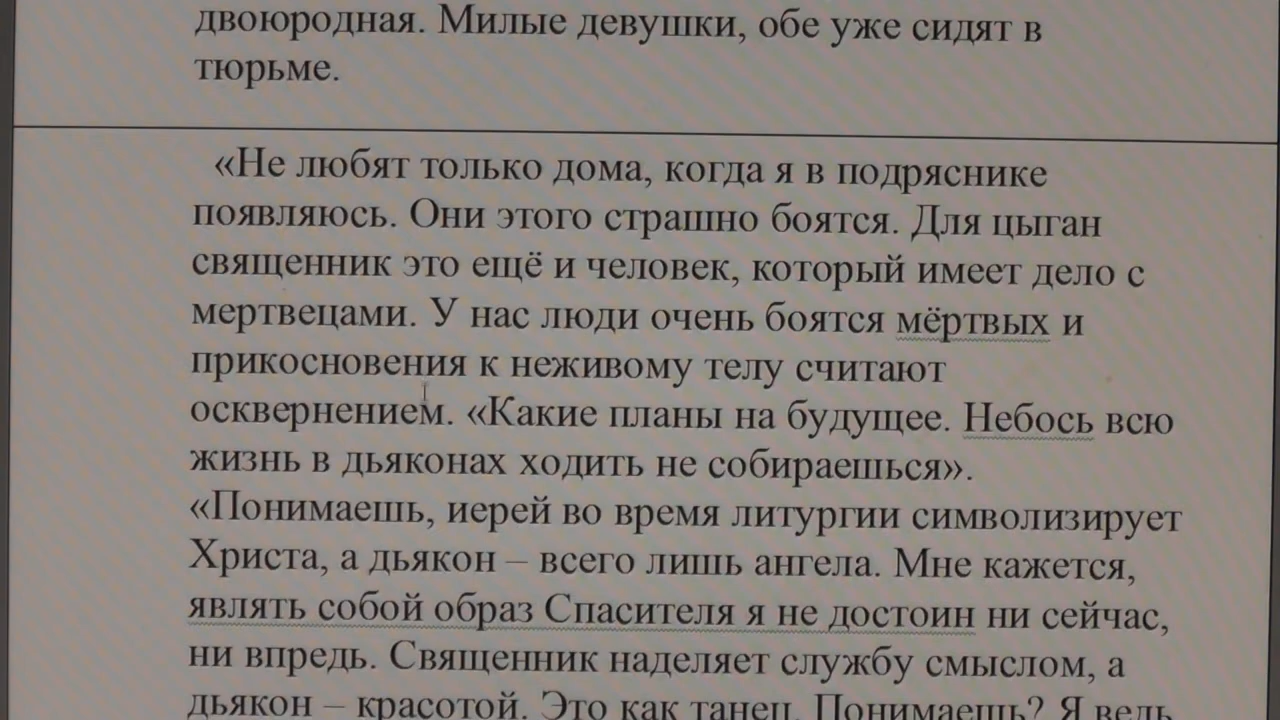 двоюродная. Милые девушки, обе уже сидят в
тюрьме.
«Не любят только дома, когда я в подряснике
появляюсь. Они этого страшно боятся. Для цыган
священник это ещё и человек, который имеет дело с
мертвецами. У нас люди очень боятся мёртвых и
прикосновения к неживому телу считают
осквернением. «Какие планы на будущее. Небось всю
жизнь в дьяконах ходить не собираешься».
«Понимаешь, иерей во время литургии символизирует
Христа, а дьякон – всего лишь ангела. Мне кажется,
являть собой образ Спасителя я не достоин ни сейчас,
ни впредь. Священник наделяет службу смыслом, а
дьякон – красотой. Это как танец. Понимаешь? Я ведь